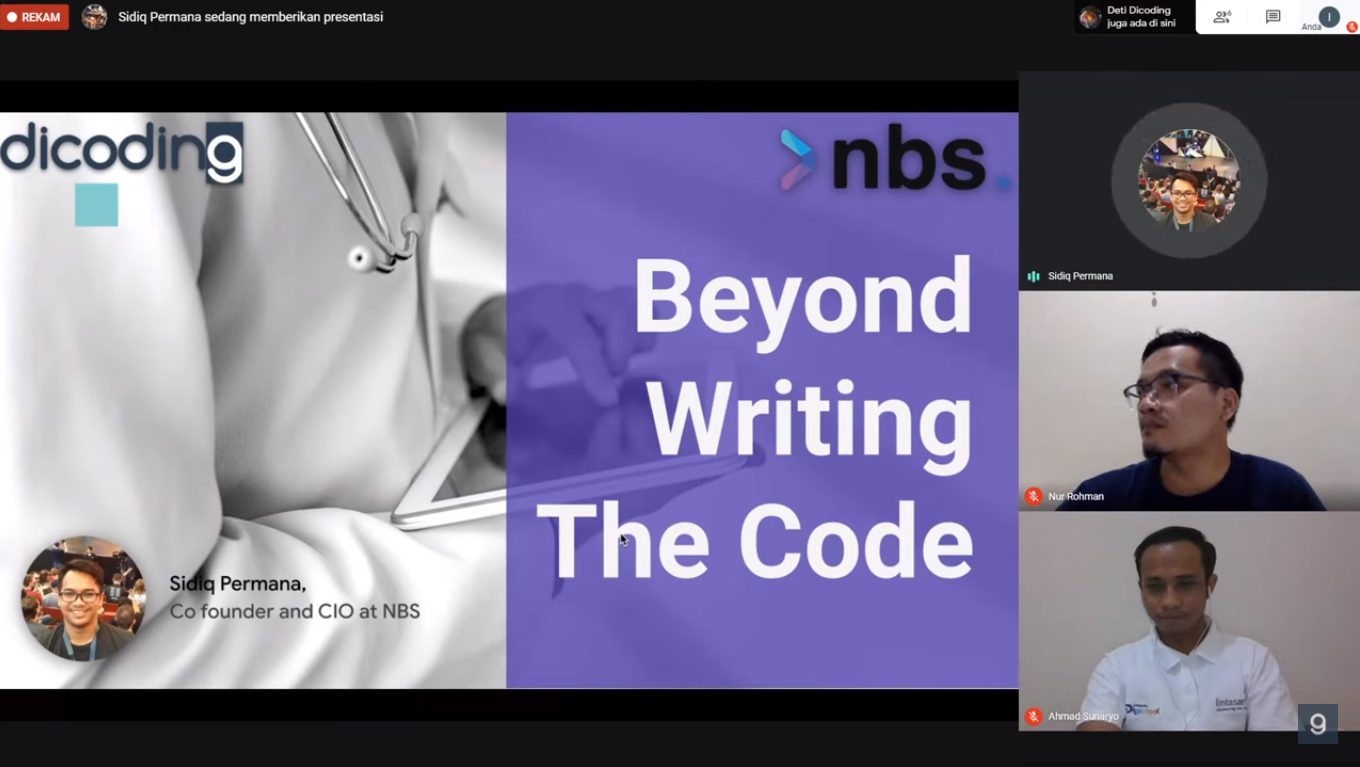 REKAM
Sidiq Permana sedang memberikan presentasi
Deti Dicoding
juga ada di sini
6
I
Anda
dicoding
nbs.
Beyond
Writing
The Code
Sidiq Permana,
Co founder and CIO at NBS
Sidiq Permana
Nur Rohman
Ahmad Sunaryo
g